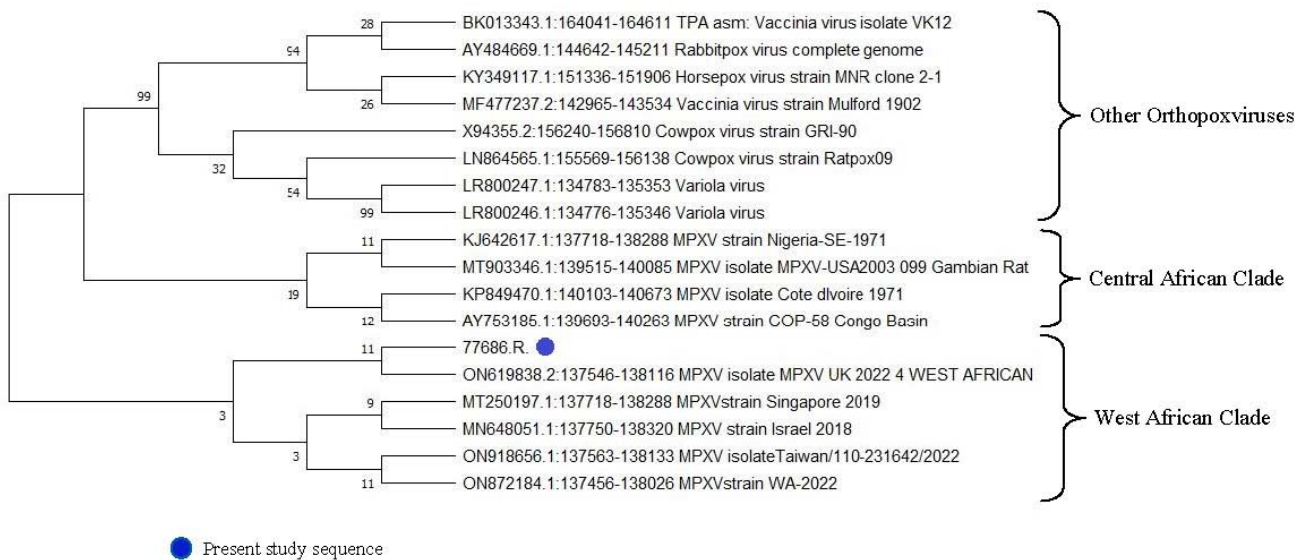 28
BK013343.1:164041-164611 TPA asm: Vaccinia virus isolate VK12
94
AY484669.1:144642-145211 Rabbitpox virus complete genome
KY349117.1:151336-151906 Horsepox virus strain MNR clone 2-1
99
26
MF477237.2:142965-143534 Vaccinia virus strain Mulford 1902
Other Orthopoxviruses
X94355.2:156240-156810 Cowpox virus strain GRI-90
32
LN864565.1:155569-156138 Cowpox virus strain Ratpox09
54
LR800247.1:134783-135353 Variola virus
99
LR800246.1:134776-135346 Variola virus
11
KJ642617.1:137718-138288 MPXV strain Nigeria-SE-1971
MT903346.1:139515-140085 MPXV isolate MPXV-USA2003 099 Gambian Rat
Central African Clade
19
KP849470.1:140103-140673 MPXV isolate Cote dIvoire 1971
12
AY753185.1:139693-140263 MPXV strain COP-58 Congo Basin
11
77686.R.
ON619838.2:137546-138116 MPXV isolate MPXV UK 2022 4 WEST AFRICAN
3
9
MT250197.1:137718-138288 MPXVstrain Singapore 2019
West African Clade
MN648051.1:137750-138320 MPXV strain Israel 2018
3
ON918656.1:137563-138133 MPXV isolateTaiwan/110-231642/2022
11
ON872184.1:137456-138026 MPXVstrain WA-2022
Present study sequence